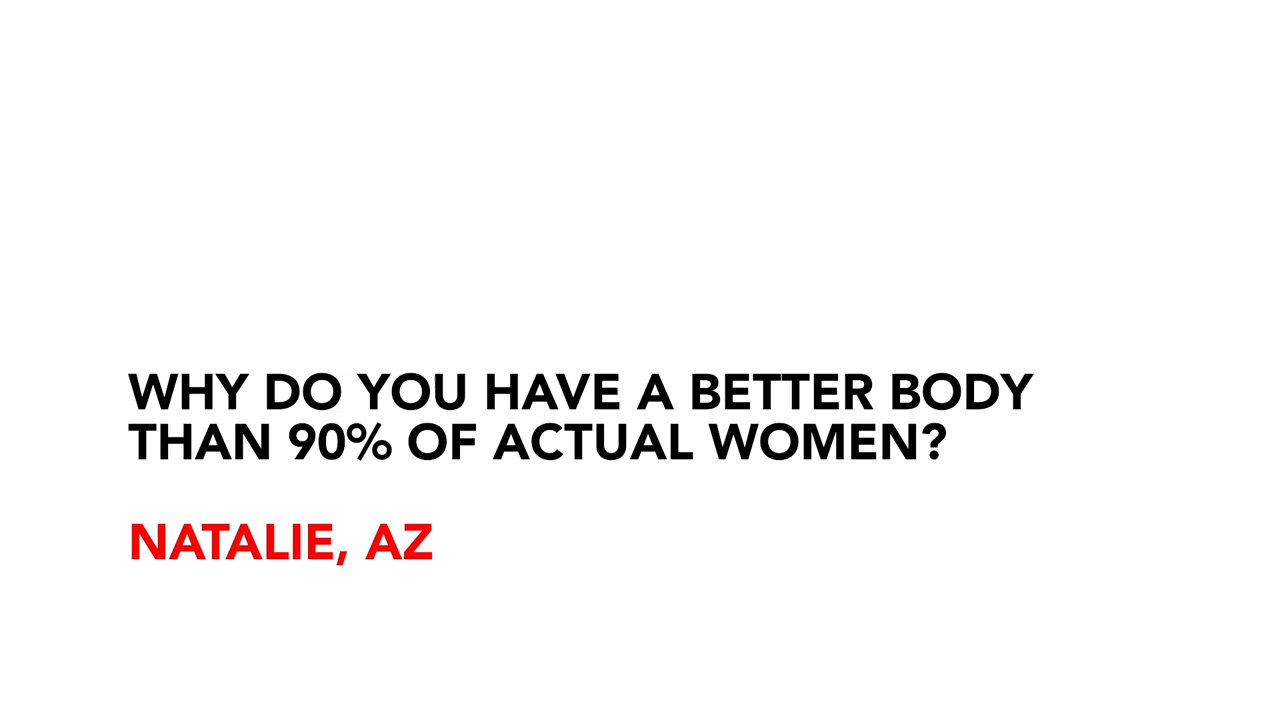 WHY DO YOU HAVE A BETTER BODY
THAN 90% OF ACTUAL WOMEN?
NATALIE, AZ